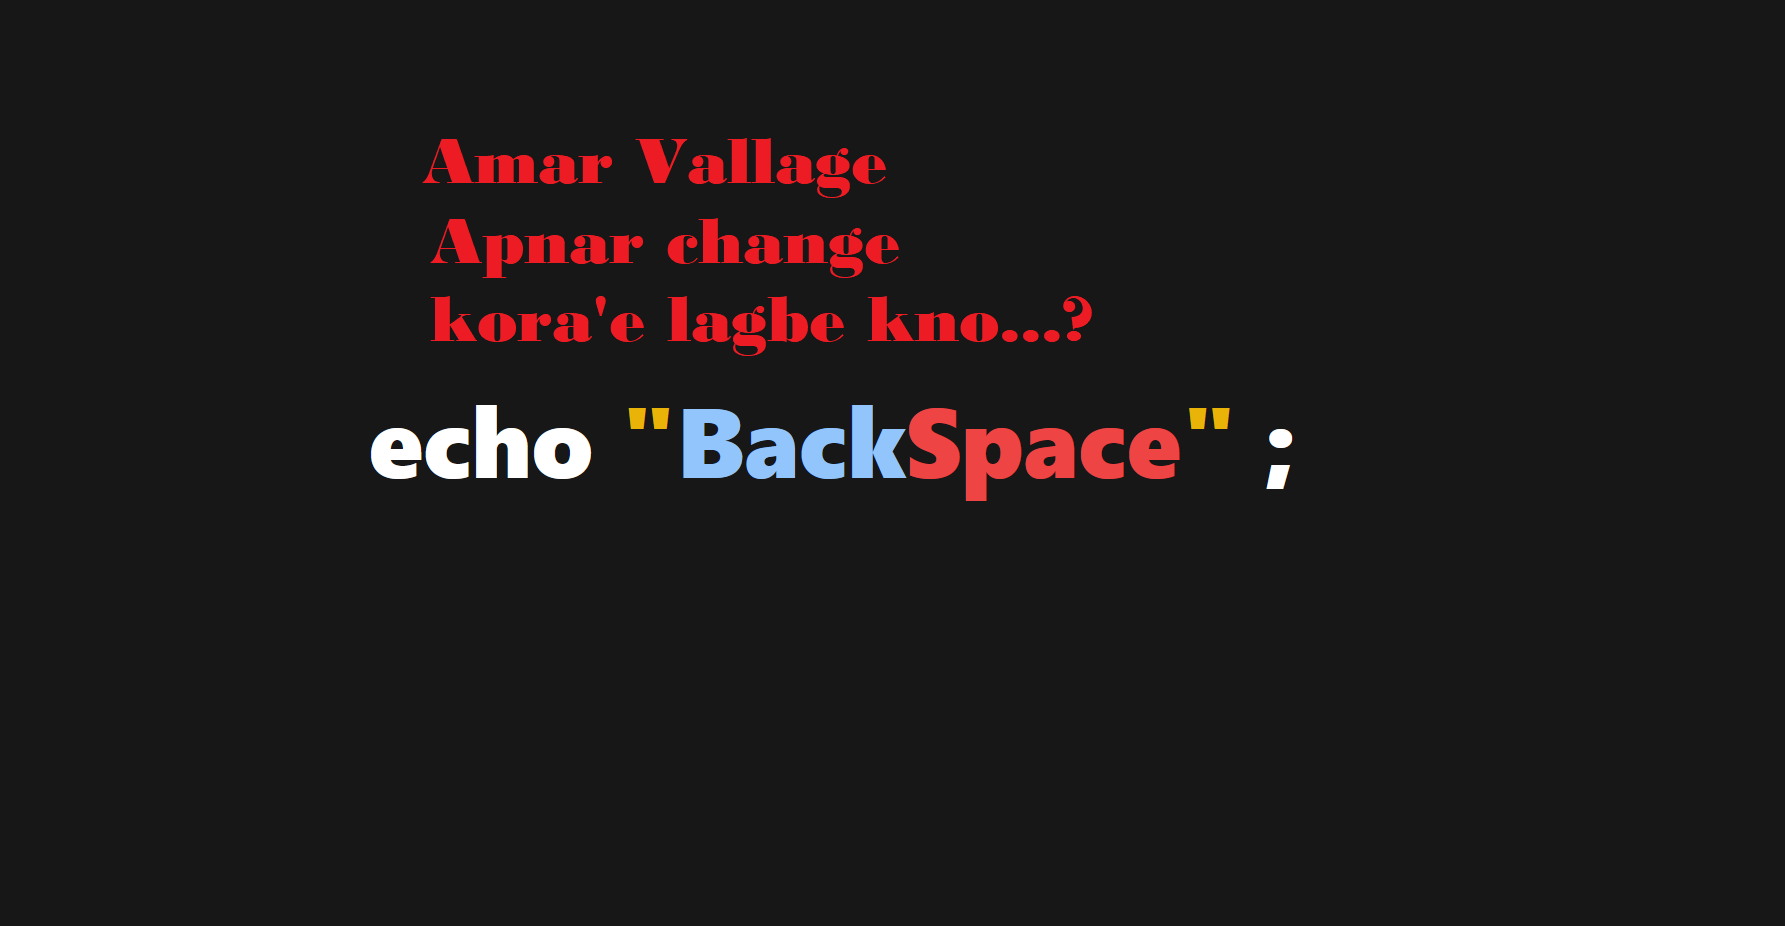 Amar Vallage
Apnar change
kora'e lagbe kno...?
echo "BackSpace" ;